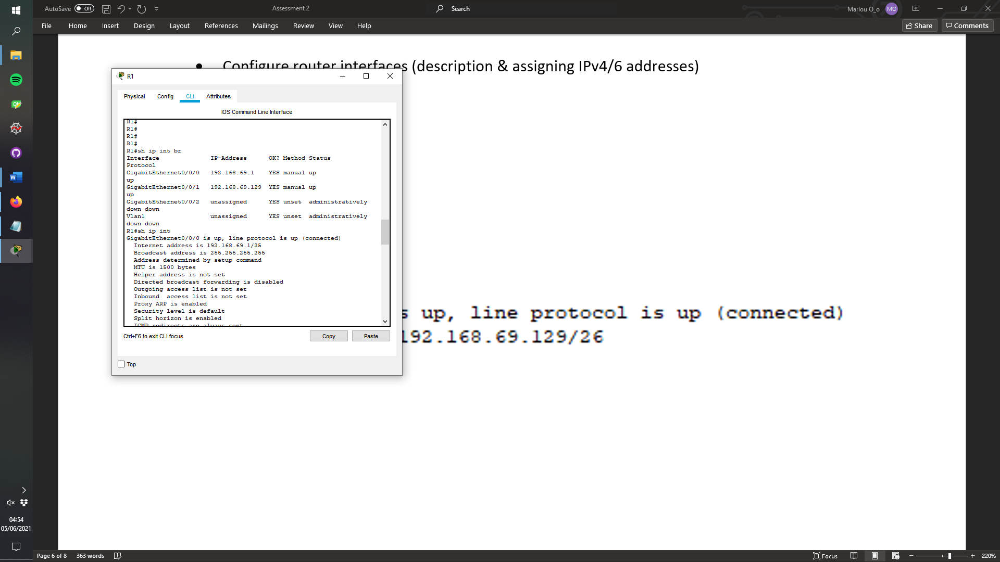 AutoSave Off Assessment 2 Search Marlou O_o MO
File Home Insert Design Layout References Mailings Review View Help Share Comments
Configure router interfaces (description & assigning IPv4/6 addresses)
R1
Physical Config CLI Attributes
IOS Command Line Interface
R1#
R1#
R1#
R1#
R1#sh ip int br
Interface IP-Address OK? Method Status
Protocol
GigabitEthernet0/0/0 192.168.69.1 YES manual up
up
GigabitEthernet0/0/1 192.168.69.129 YES manual up
up
GigabitEthernet0/0/2 unassigned YES unset administratively
down down
Vlan1 unassigned YES unset administratively
down down
R1#sh ip int
GigabitEthernet0/0/0 is up, line protocol is up (connected)
Internet address is 192.168.69.1/25
Broadcast address is 255.255.255.255
Address determined by setup command
MTU is 1500 bytes
Helper address is not set
Directed broadcast forwarding is disabled
Outgoing access list is not set
Inbound access list is not set
Proxy ARP is enabled
Security level is default
Split horizon is enabled
ICMP redirects are always sent
Ctrl+F6 to exit CLI focus Copy Paste
Top
s up, line protocol is up (connected)
192.168.69.129/26
04:54
05/06/2021
Page 6 of 8 363 words Focus 220%